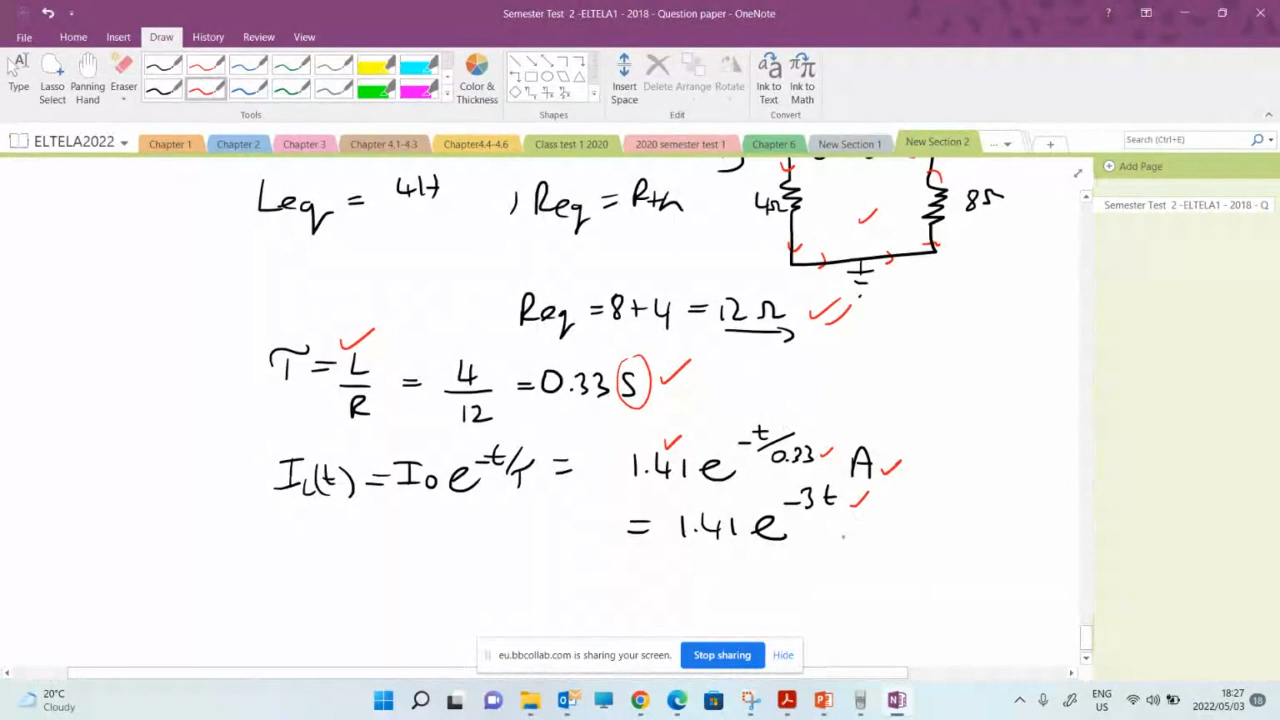 Semester Test 2 -ELTELA1 - 2018 - Question paper - OneNote
File Home Insert Draw History Review View
Type Lasso Select Panning Hand Eraser
Color & Thickness
Insert Space Delete Arrange Rotate
Ink to Text Ink to Math
Tools Shapes Edit Convert
ELTELA2022 Chapter 1 Chapter 2 Chapter 3 Chapter 4.1-4.3 Chapter4.4-4.6 Class test 1 2020 2020 semester test 1 Chapter 6 New Section 1 New Section 2 ... Search (Ctrl+E)
Add Page
Semester Test 2 -ELTELA1 - 2018 - Q
Leq = 4H , Req = Rth
4Ω 8Ω
Req = 8+4 = 12 Ω
τ = L/R = 4/12 = 0.33 S
IL(t) = I0 e^-t/τ = 1.41 e^-t/0.33 A
= 1.41 e^-3t
eu.bbcollab.com is sharing your screen. Stop sharing Hide
20°C
Cloudy
ENG
US
18:27
2022/05/03
18